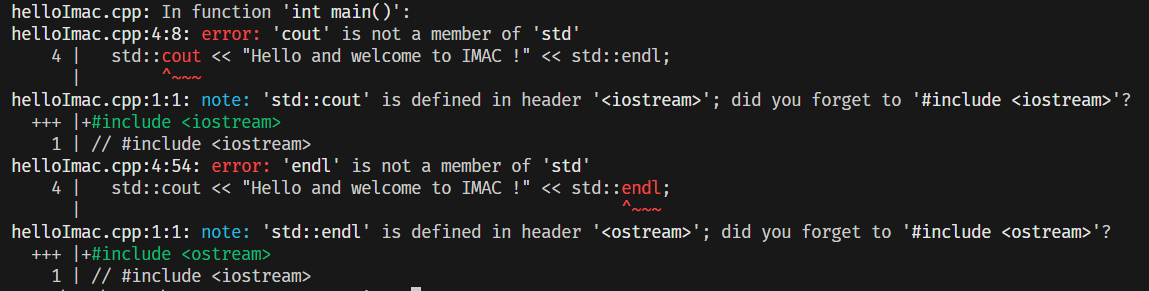 helloImac.cpp: In function 'int main()':
helloImac.cpp:4:8: error: 'cout' is not a member of 'std'
    4 |   std::cout << "Hello and welcome to IMAC !" << std::endl;
      |        ^~~~
helloImac.cpp:1:1: note: 'std::cout' is defined in header '<iostream>'; did you forget to '#include <iostream>'?
  +++ |+#include <iostream>
    1 | // #include <iostream>
helloImac.cpp:4:54: error: 'endl' is not a member of 'std'
    4 |   std::cout << "Hello and welcome to IMAC !" << std::endl;
      |                                                      ^~~~
helloImac.cpp:1:1: note: 'std::endl' is defined in header '<ostream>'; did you forget to '#include <ostream>'?
  +++ |+#include <ostream>
    1 | // #include <iostream>